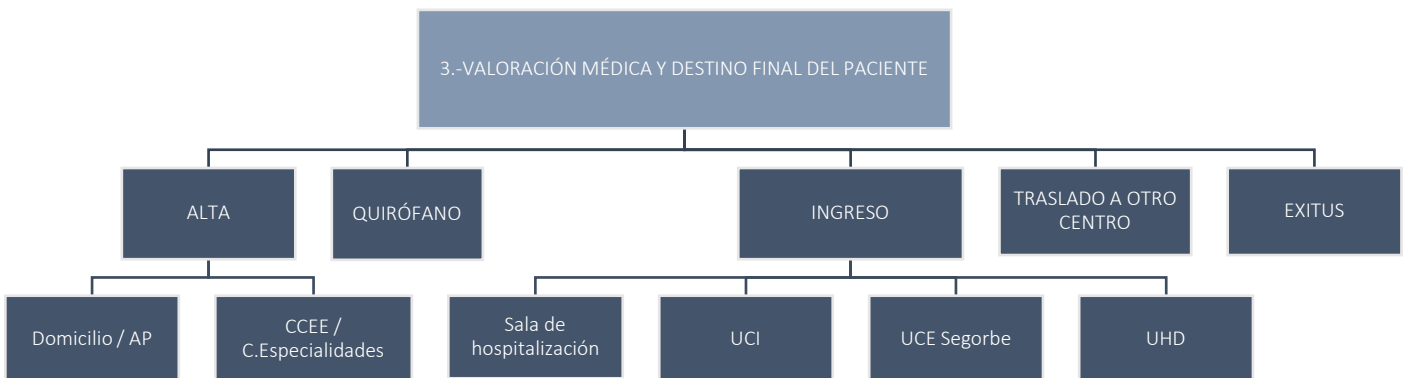 3.-VALORACIÓN MÉDICA Y DESTINO FINAL DEL PACIENTE
ALTA
QUIRÓFANO
INGRESO
TRASLADO A OTRO
CENTRO
EXITUS
Domicilio / AP
CCEE /
C.Especialidades
Sala de
hospitalización
UCI
UCE Segorbe
UHD